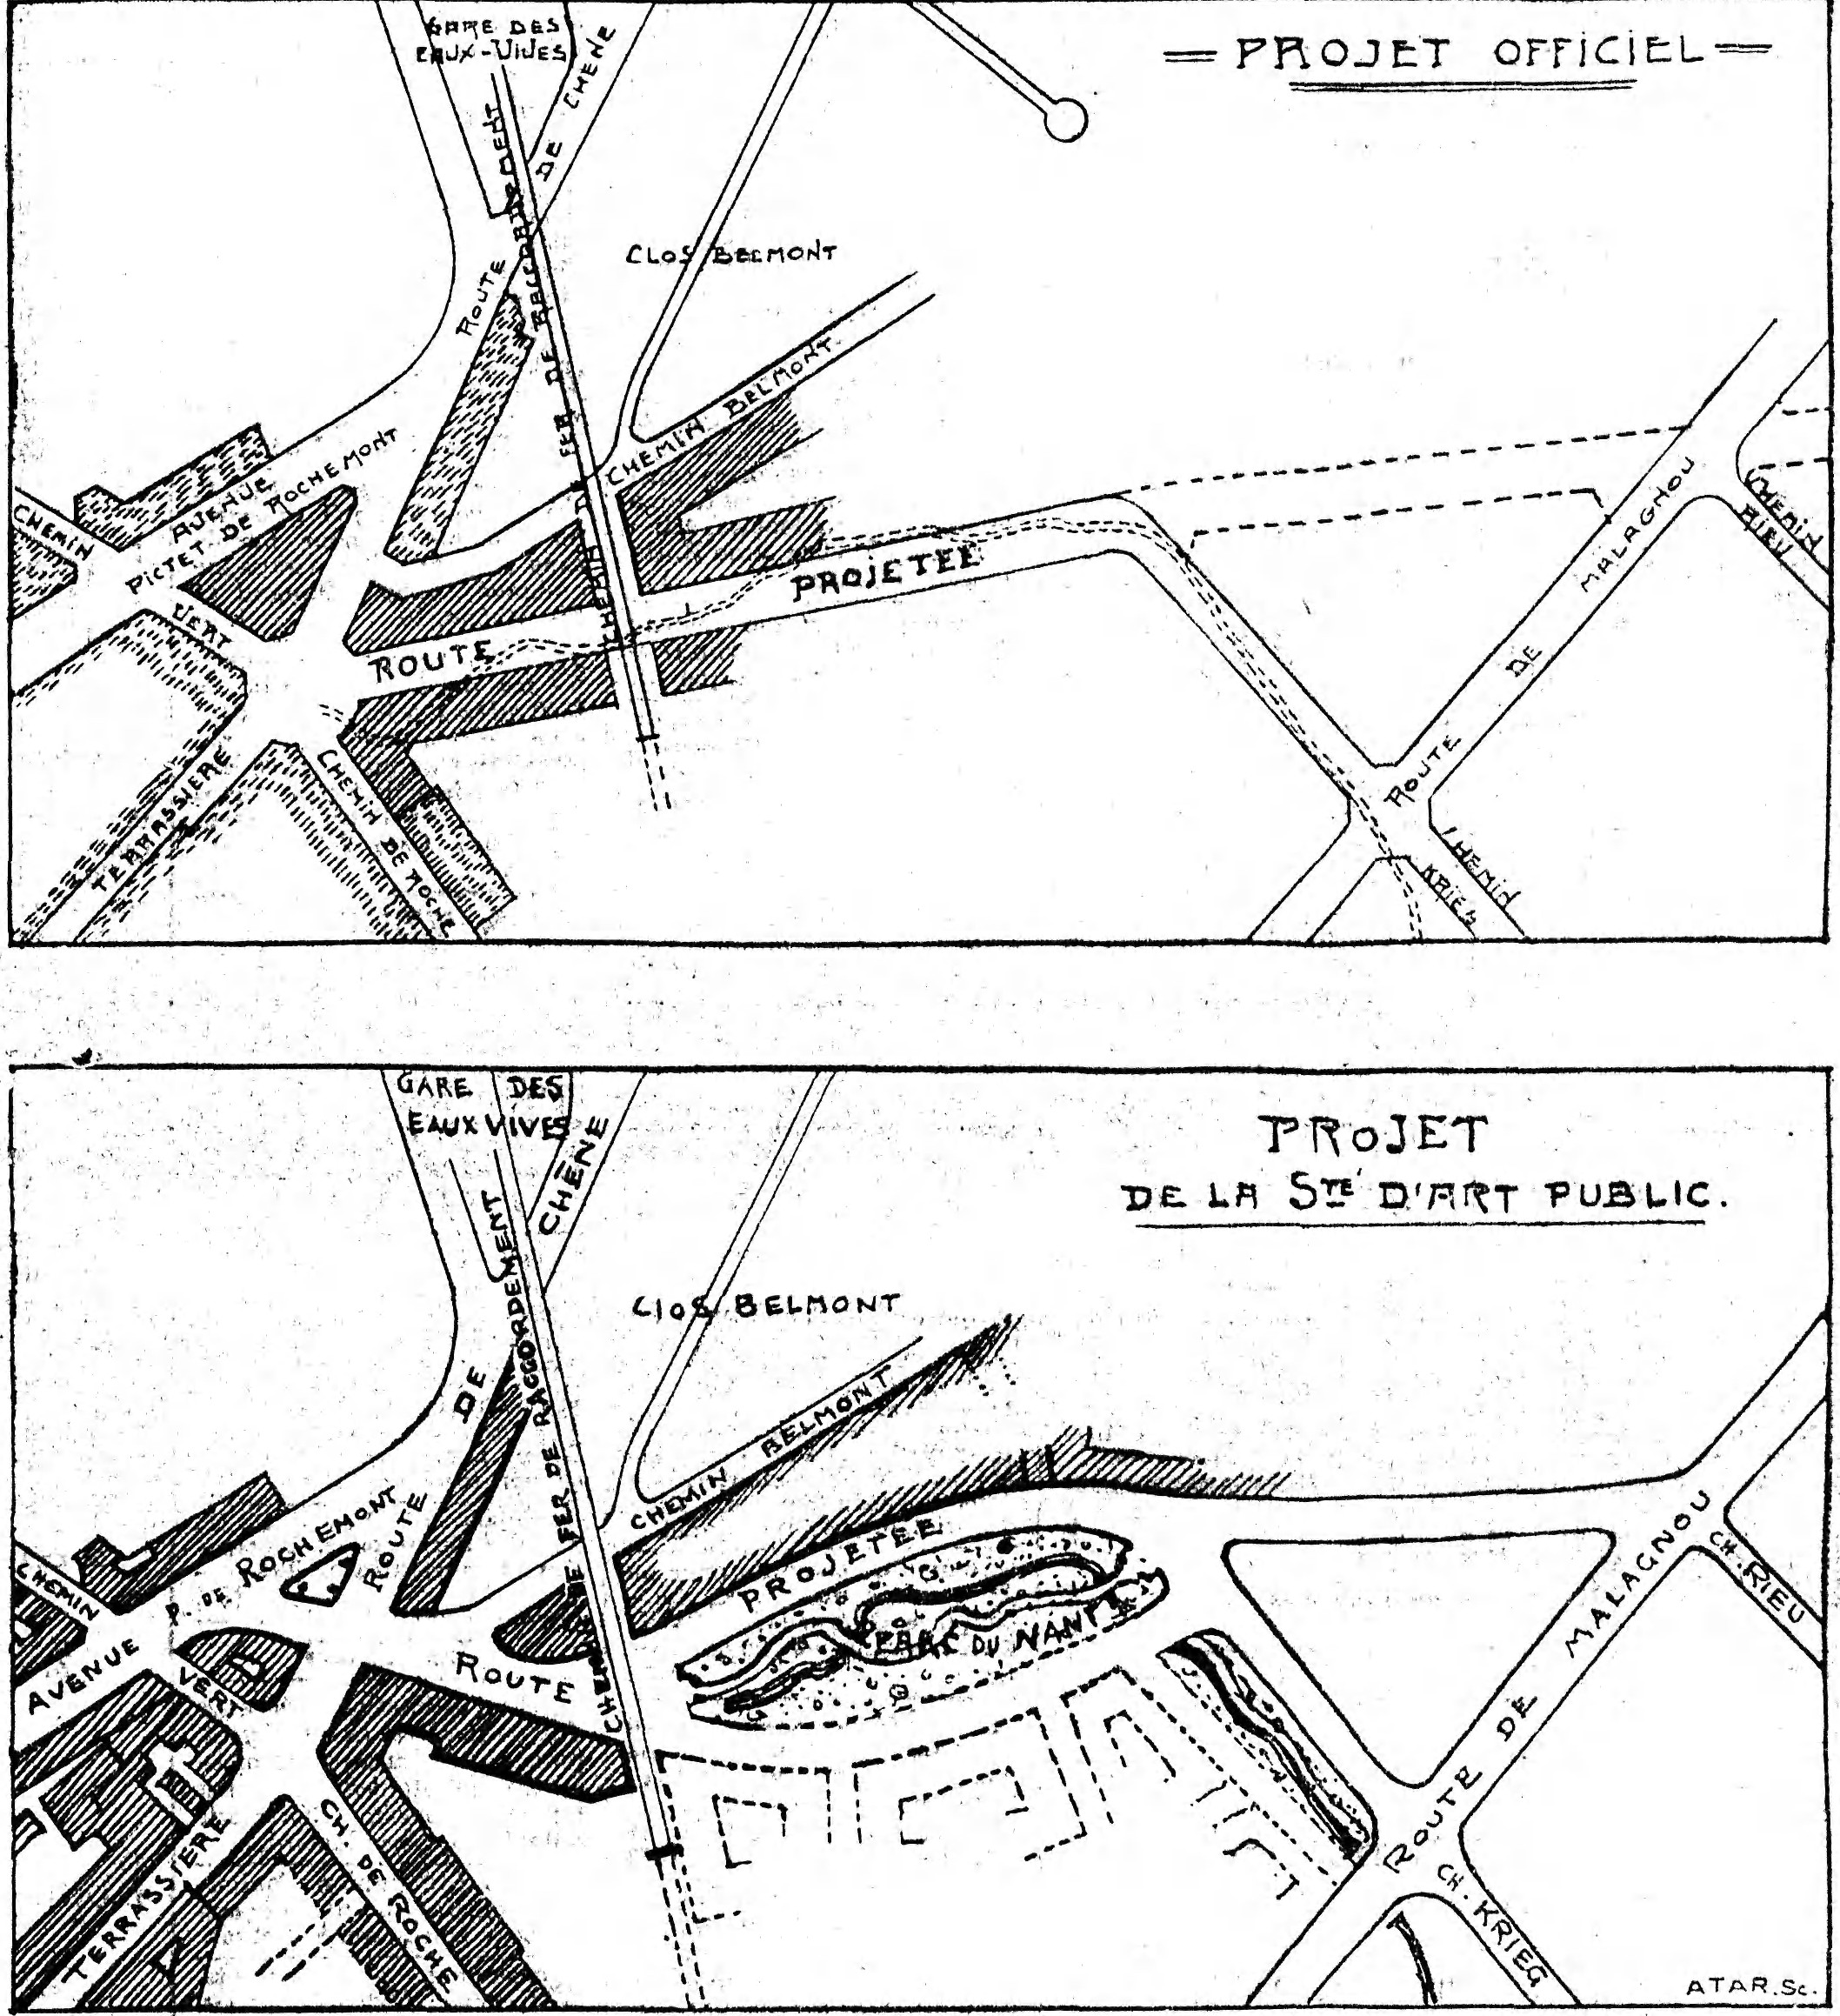 GARE DES
EAUX-VIVES
= PROJET OFFICIEL =
ROUTE DE CHENE
CHEMIN DE FER DE RACCORDEMENT
CLOS BELMONT
CHEMIN BELMONT
AVENUE
PICTET DE ROCHEMONT
CHEMIN
VERT
ROUTE PROJETEE
ROUTE DE MALAGNOU
CHEMIN
RIEU
TERRASSIERE
CHEMIN DE ROCHE
CHEMIN
KRIEG
GARE DES
EAUX VIVES
PROJET
DE LA STE D'ART PUBLIC.
ROUTE DE CHÊNE
CHEMIN DE FER DE RACCORDEMENT
ClOS BELMONT
CHEMIN BELMONT
AVENUE P. DE ROCHEMONT
CHEMIN
VERT
ROUTE PROJETEE
PARC DU NANT
ROUTE DE MALAGNOU
CH. RIEU
TERRASSIERE
CH. DE ROCHE
CH. KRIEG
ATAR.Sc.